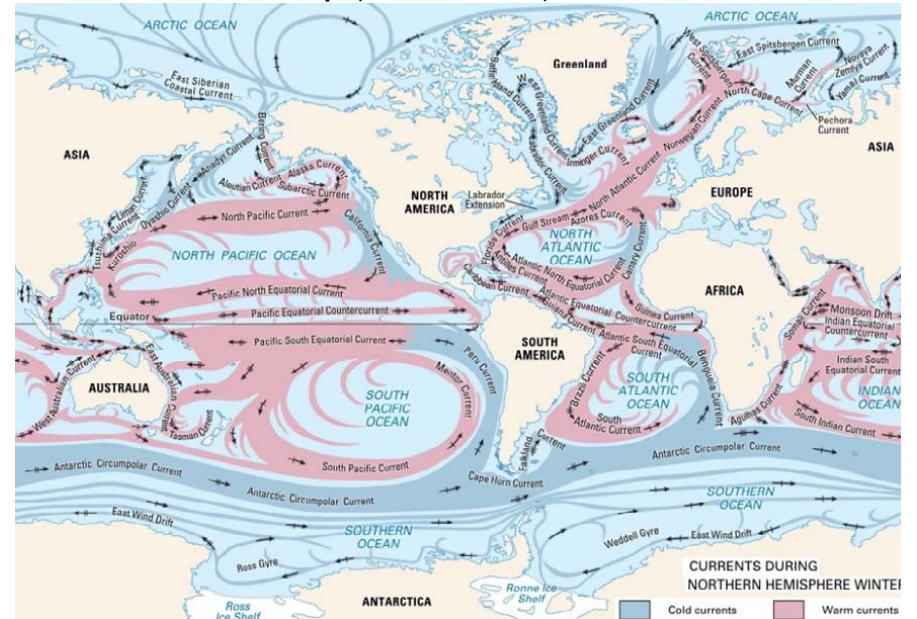 ARCTIC OCEAN
ARCTIC OCEAN
East Siberian
Coastal Current
Bering Current
Baffin Island Current
West Greenland Current
Greenland
East Greenland Current
West Spitsbergen
Current
East Spitsbergen Current
Novaya
Zemlya Current
Murman
Current
Yamal Current
North Cape Current
Pechora
Current
Norwegian Current
Irminger Current
Labrador Current
ASIA
ASIA
Anadyr Current
Alaska Current
Aleutian Current
Subarctic Current
Liman Current
Oyashio Current
Tsushima Current
Kuroshio
North Pacific Current
California Current
NORTH
AMERICA
Labrador
Extension
North Atlantic Current
EUROPE
Florida Current
Gulf Stream
Azores Current
NORTH
ATLANTIC
OCEAN
NORTH PACIFIC OCEAN
Antilles Current
Caribbean Current
Atlantic North Equatorial Current
Canary Current
Pacific North Equatorial Current
Equator
Pacific Equatorial Countercurrent
Guiana Current
Atlantic Equatorial
Countercurrent
Guinea Current
AFRICA
Somali Current
Monsoon Drift
Indian Equatorial
Countercurrent
Pacific South Equatorial Current
Peru Current
SOUTH
AMERICA
Atlantic South Equatorial
Current
Benguela Current
Indian South
Equatorial Current
West Australian Current
AUSTRALIA
East Australian
Current
Tasman Current
SOUTH
PACIFIC
OCEAN
Mentor Current
Brazil Current
SOUTH
ATLANTIC
OCEAN
South
Atlantic Current
Agulhas Current
INDIAN
OCEAN
South Indian Current
South Pacific Current
Falkland
Current
Cape Horn Current
Antarctic Circumpolar Current
Antarctic Circumpolar Current
Antarctic Circumpolar Current
East Wind Drift
SOUTHERN
OCEAN
SOUTHERN
OCEAN
Ross Gyre
Weddell Gyre
East Wind Drift
Ross
Ice Shelf
ANTARCTICA
Ronne Ice
Shelf
CURRENTS DURING
NORTHERN HEMISPHERE WINTER
Cold currents
Warm currents